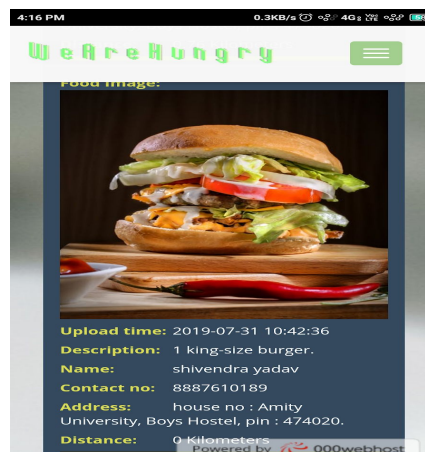 4:16 PM 0.3KB/s 4G Vo LTE
WeAreHungry
Food Image:
Upload time: 2019-07-31 10:42:36
Description: 1 king-size burger.
Name: shivendra yadav
Contact no: 8887610189
Address: house no : Amity
University, Boys Hostel, pin : 474020.
Distance: 0 Kilometers
Powered by 000webhost